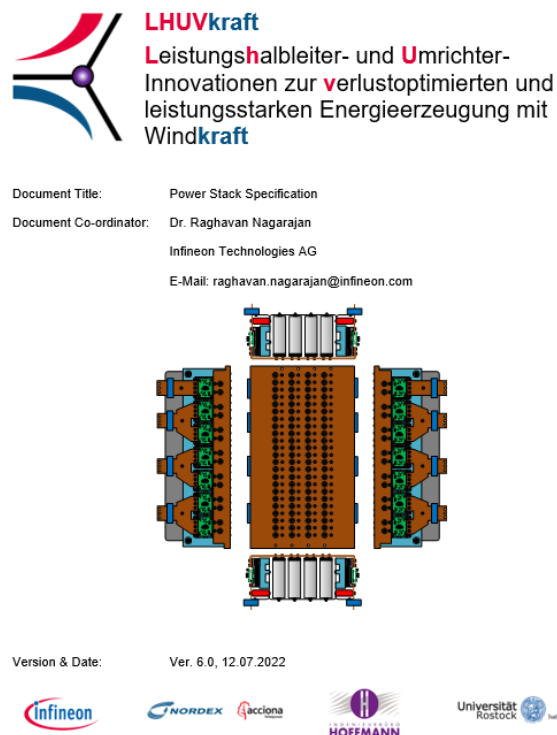 LHUVkraft
Leistungshalbleiter- und Umrichter-
Innovationen zur verlustoptimierten und
leistungsstarken Energieerzeugung mit
Windkraft
Document Title: Power Stack Specification
Document Co-ordinator: Dr. Raghavan Nagarajan
Infineon Technologies AG
E-Mail: raghavan.nagarajan@infineon.com
Version & Date: Ver. 6.0, 12.07.2022
infineon
NORDEX
acciona
INGENIEURBÜRO
HOFFMANN
Universität
Rostock